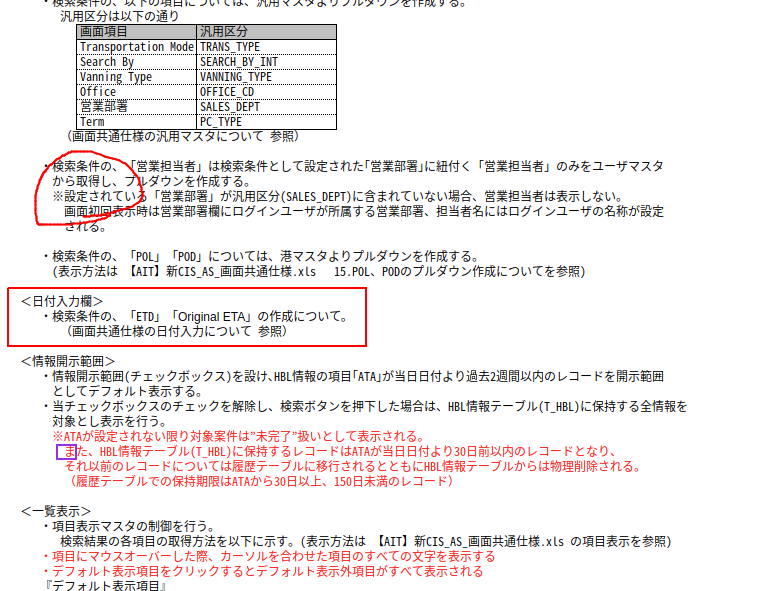 ・検索条件の、以下の項目については、汎用マスタよりプルダウンを作成する。
汎用区分は以下の通り
画面項目 汎用区分
Transportation Mode TRANS_TYPE
Search By SEARCH_BY_INT
Vanning Type VANNING_TYPE
Office OFFICE_CD
営業部署 SALES_DEPT
Term PC_TYPE
（画面共通仕様の汎用マスタについて 参照）
・検索条件の、「営業担当者」は検索条件として設定された｢営業部署｣に紐付く「営業担当者」のみをユーザマスタ
から取得し、プルダウンを作成する。
※設定されている「営業部署」が汎用区分(SALES_DEPT)に含まれていない場合、営業担当者は表示しない。
画面初回表示時は営業部署欄にログインユーザが所属する営業部署、担当者名にはログインユーザの名称が設定
される。
・検索条件の、「POL」「POD」については、港マスタよりプルダウンを作成する。
(表示方法は 【AIT】新CIS_AS_画面共通仕様.xls 15.POL、PODのプルダウン作成についてを参照)
＜日付入力欄＞
・検索条件の、「ETD」「Original ETA」の作成について。
（画面共通仕様の日付入力について 参照）
＜情報開示範囲＞
・情報開示範囲(チェックボックス)を設け､HBL情報の項目｢ATA｣が当日日付より過去2週間以内のレコードを開示範囲
としてデフォルト表示する。
・当チェックボックスのチェックを解除し、検索ボタンを押下した場合は、HBL情報テーブル(T_HBL)に保持する全情報を
対象とし表示を行う。
※ATAが設定されない限り対象案件は”未完了”扱いとして表示される。
また、HBL情報テーブル(T_HBL)に保持するレコードはATAが当日日付より30日前以内のレコードとなり、
それ以前のレコードについては履歴テーブルに移行されるとともにHBL情報テーブルからは物理削除される。
（履歴テーブルでの保持期限はATAから30日以上、150日未満のレコード）
＜一覧表示＞
・項目表示マスタの制御を行う。
検索結果の各項目の取得方法を以下に示す。(表示方法は 【AIT】新CIS_AS_画面共通仕様.xls の項目表示を参照)
・項目にマウスオーバーした際、カーソルを合わせた項目のすべての文字を表示する
・デフォルト表示項目をクリックするとデフォルト表示外項目がすべて表示される
『デフォルト表示項目』